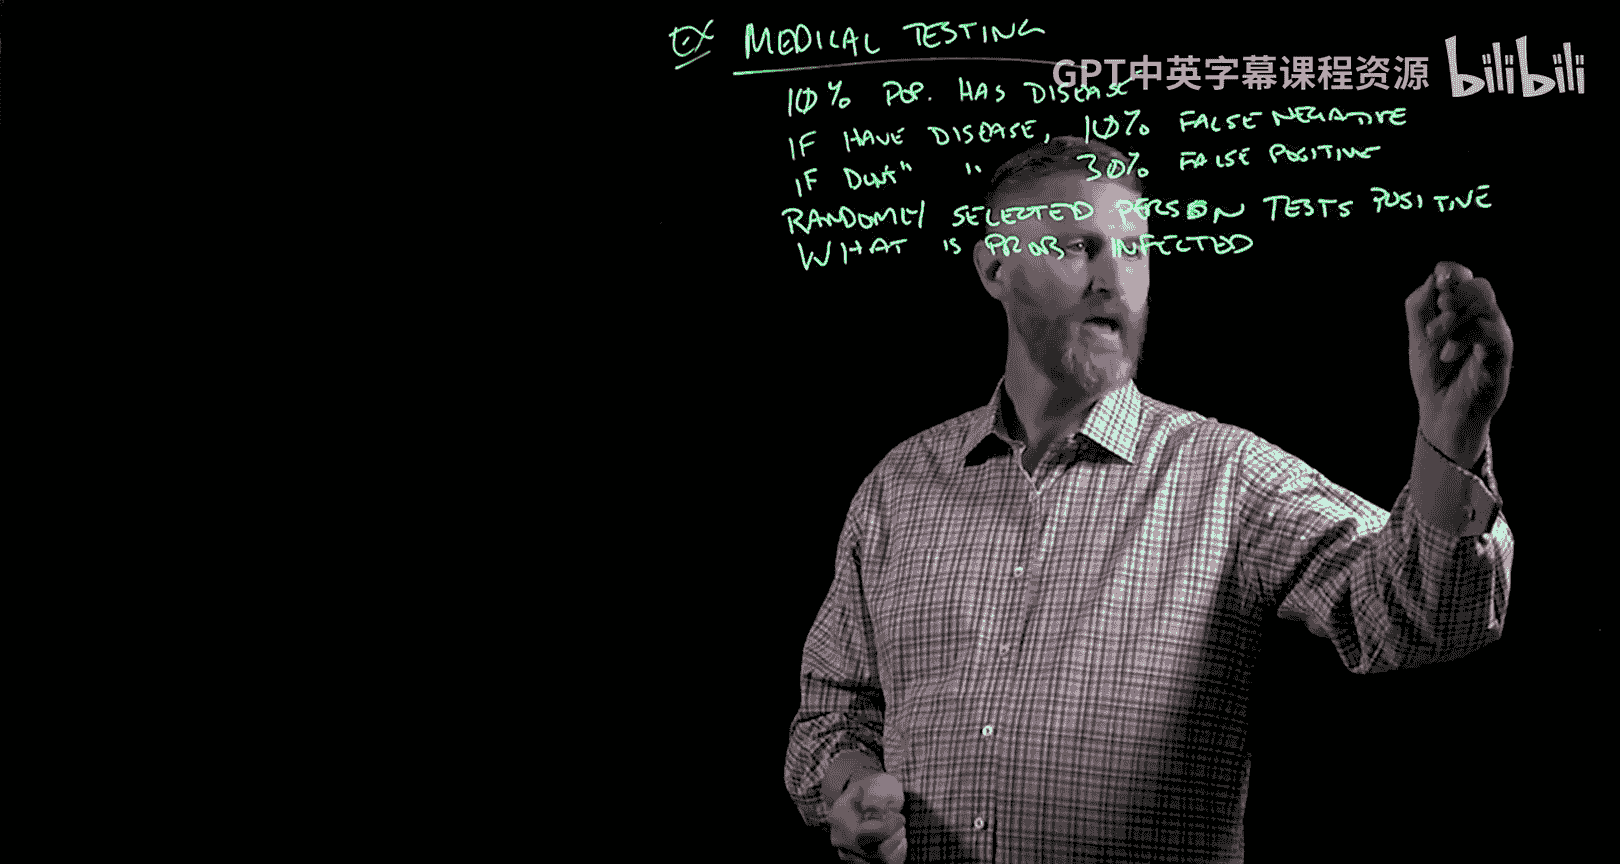 EX MEDICAL TESTING
GPT中英字幕课程资源 bilibili
10% POP. HAS DISEASE
IF HAVE DISEASE, 10% FALSE NEGATIVE
IF DON'T " " 30% FALSE POSITIVE
RANDOMLY SELECTED PERSON TESTS POSITIVE
WHAT IS PROB INFECTED